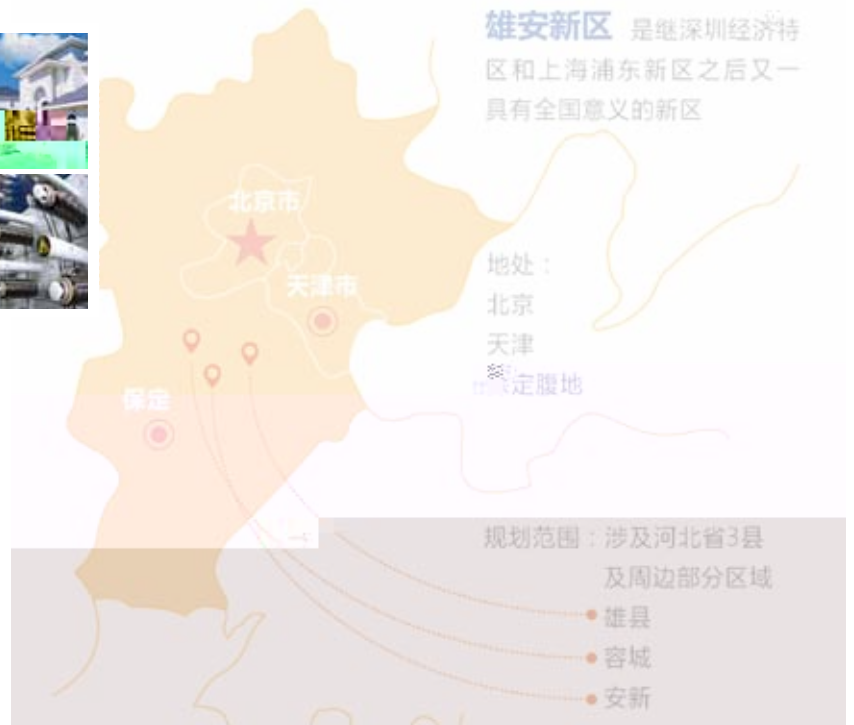 雄安新区 是继深圳经济特
区和上海浦东新区之后又一
具有全国意义的新区
北京市
地处：
天津市
北京
天津
定腹地
保定
规划范围：涉及河北省3县
及周边部分区域
雄县
容城
安新